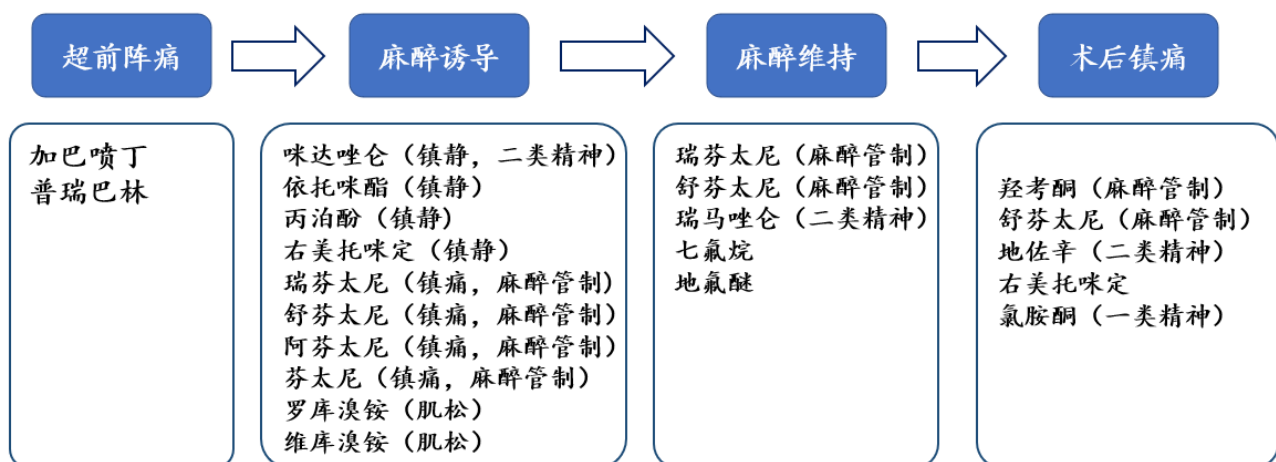 超前阵痛
麻醉诱导
麻醉维持
术后镇痛
加巴喷丁
普瑞巴林
咪达唑仑（镇静，二类精神）
依托咪酯（镇静）
丙泊酚（镇静）
右美托咪定（镇静）
瑞芬太尼（镇痛，麻醉管制）
舒芬太尼（镇痛，麻醉管制）
阿芬太尼（镇痛，麻醉管制）
芬太尼（镇痛，麻醉管制）
罗库溴铵（肌松）
维库溴铵（肌松）
瑞芬太尼（麻醉管制）
舒芬太尼（麻醉管制）
瑞马唑仑（二类精神）
七氟烷
地氟醚
羟考酮（麻醉管制）
舒芬太尼（麻醉管制）
地佐辛（二类精神）
右美托咪定
氯胺酮（一类精神）